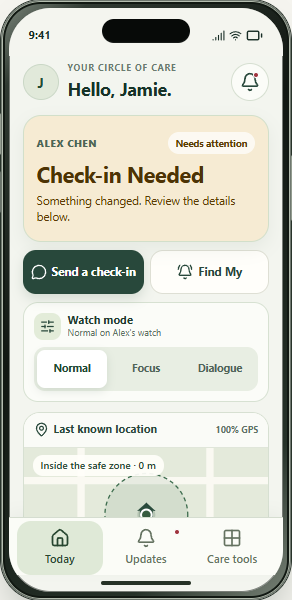 9:41
J
YOUR CIRCLE OF CARE
Hello, Jamie.
ALEX CHEN
Needs attention
Check-in Needed
Something changed. Review the details
below.
Send a check-in
Find My
Watch mode
Normal on Alex's watch
Normal
Focus
Dialogue
Last known location
100% GPS
Inside the safe zone · 0 m
Today
Updates
Care tools